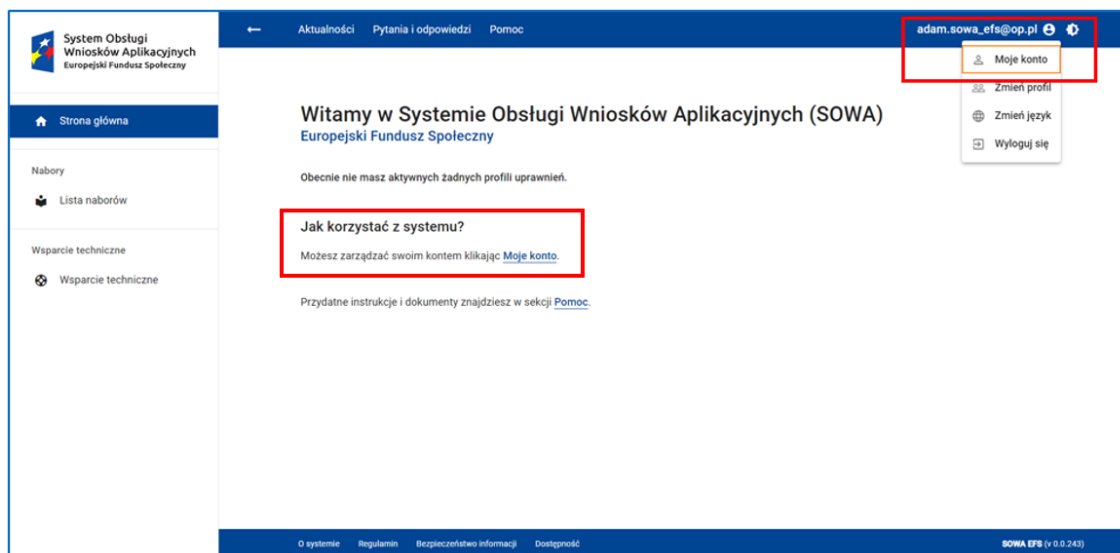 System Obsługi
Wniosków Aplikacyjnych
Europejski Fundusz Społeczny
Aktualności Pytania i odpowiedzi Pomoc
adam.sowa_efs@op.pl
Moje konto
Zmień profil
Zmień język
Wyloguj się
Strona główna
Nabory
Lista naborów
Wsparcie techniczne
Wsparcie techniczne
Witamy w Systemie Obsługi Wniosków Aplikacyjnych (SOWA)
Europejski Fundusz Społeczny
Obecnie nie masz aktywnych żadnych profili uprawnień.
Jak korzystać z systemu?
Możesz zarządzać swoim kontem klikając Moje konto.
Przydatne instrukcje i dokumenty znajdziesz w sekcji Pomoc.
O systemie Regulamin Bezpieczeństwo informacji Dostępność
SOWA EFS (v 0.0.243)